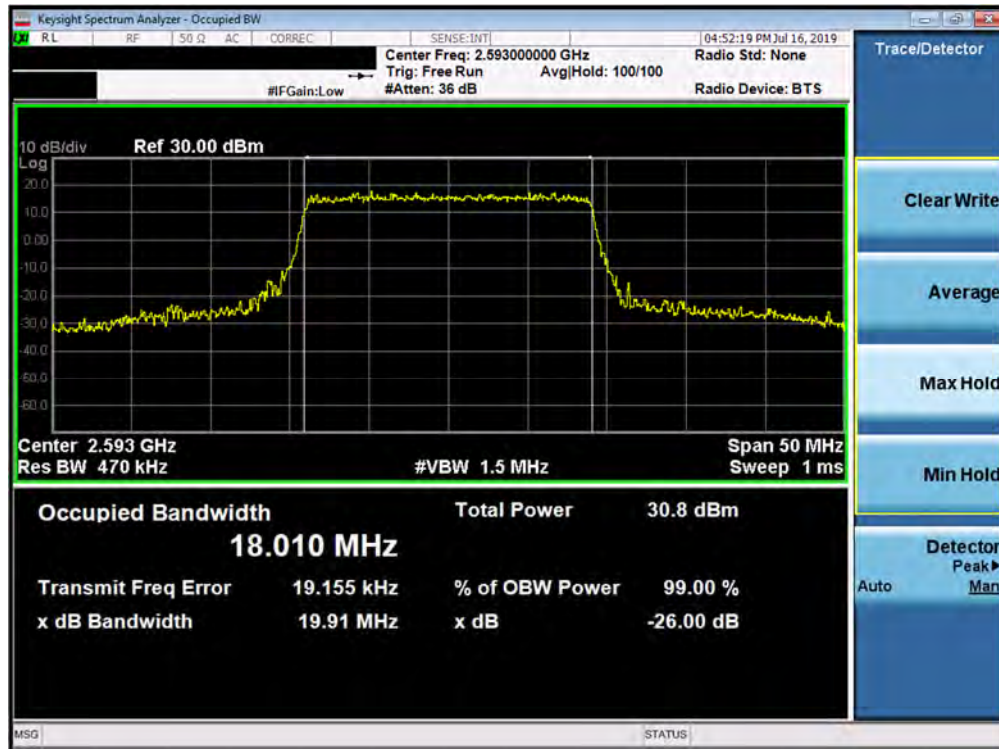 Keysight Spectrum Analyzer - Occupied BW
LXI RL RF 50 Ω AC CORREC SENSE:INT 04:52:19 PM Jul 16, 2019
Center Freq: 2.593000000 GHz Radio Std: None
Trig: Free Run Avg|Hold: 100/100
#IFGain:Low #Atten: 36 dB Radio Device: BTS
Trace/Detector
10 dB/div Ref 30.00 dBm
Log
20.0
10.0
0.00
-10.0
-20.0
-30.0
-40.0
-50.0
-60.0
Center 2.593 GHz Span 50 MHz
Res BW 470 kHz #VBW 1.5 MHz Sweep 1 ms
Occupied Bandwidth Total Power 30.8 dBm
18.010 MHz
Transmit Freq Error 19.155 kHz % of OBW Power 99.00 %
x dB Bandwidth 19.91 MHz x dB -26.00 dB
Clear Write
Average
Max Hold
Min Hold
Detector
Peak
Auto Man
MSG STATUS